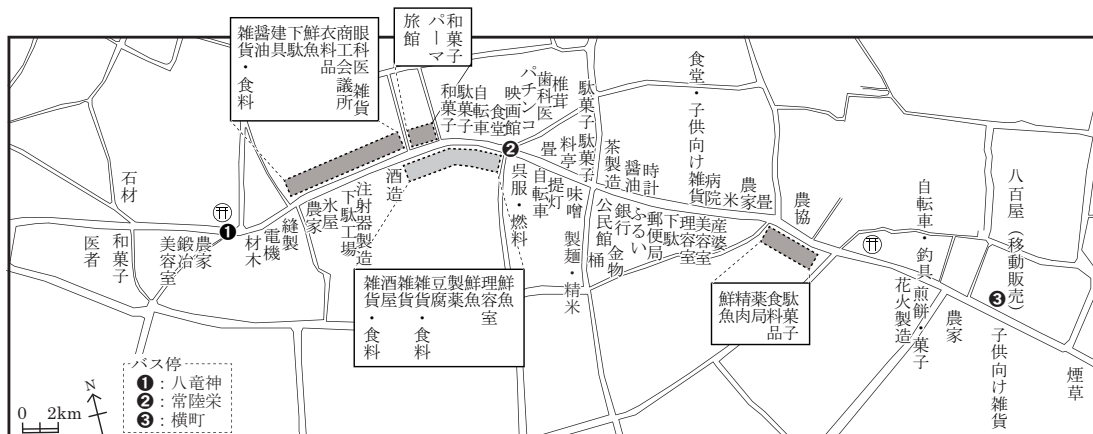 眼科医 雑貨
商工会議所
衣料品
鮮魚
下駄
建具
醤油
雑貨・食料
和菓子
パーマ
旅館
石材
医者
和菓子
美容室
鍛冶
農家
❶
材木
電機
縫製
農家
氷屋
下駄工場
注射器製造
酒造
和菓子
駄菓子
自転車
食堂
映画館
パチンコ
歯科医
椎茸
駄菓子
駄菓子
料亭
畳
❷
呉服・燃料
自転車
提灯
味噌
製麺・精米
茶製造
醤油
時計
公民館
銀行
ふるい
金物
桶
郵便局
下駄
理容室
美容室
産婆
食堂・子供向け雑貨
病院
米
農家
畳
農協
自転車・釣具
花火製造
煎餅・菓子
農家
八百屋(移動販売)
❸
子供向け雑貨
煙草
鮮魚
理容室
鮮魚
製薬
豆腐
雑貨・食料
雑貨
酒屋
雑貨・食料
駄菓子
食料品
薬局
精肉
鮮魚
バス停
❶:八竜神
❷:常陸栄
❸:横町
N
0 2km